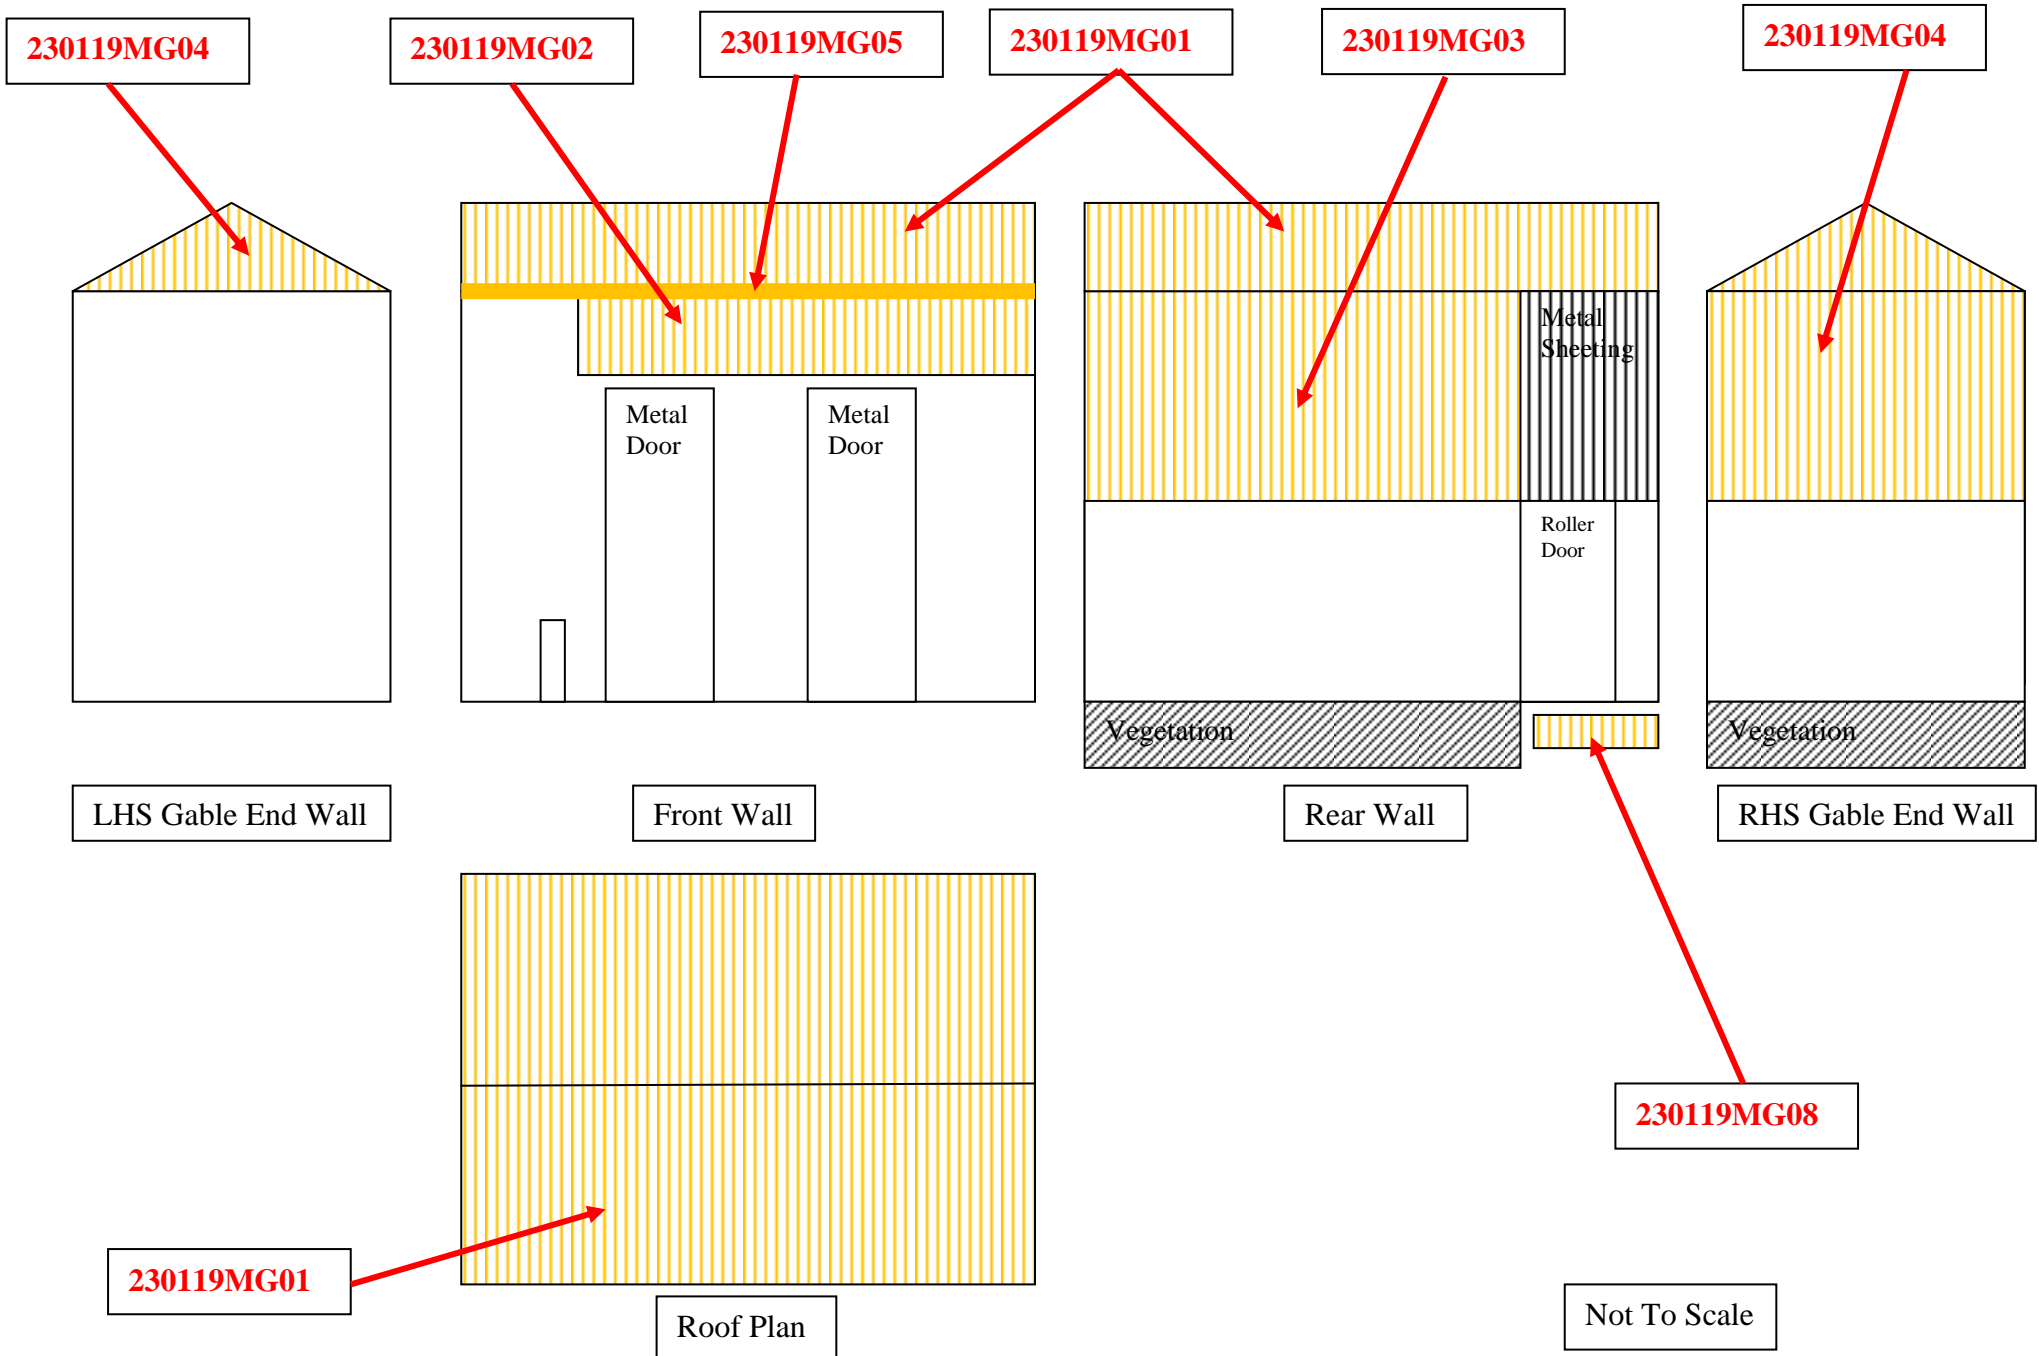 230119MG04
230119MG02
230119MG05
230119MG01
230119MG03
230119MG04
Metal
Sheeting
Metal
Door
Metal
Door
Roller
Door
Vegetation
Vegetation
LHS Gable End Wall
Front Wall
Rear Wall
RHS Gable End Wall
230119MG08
230119MG01
Roof Plan
Not To Scale